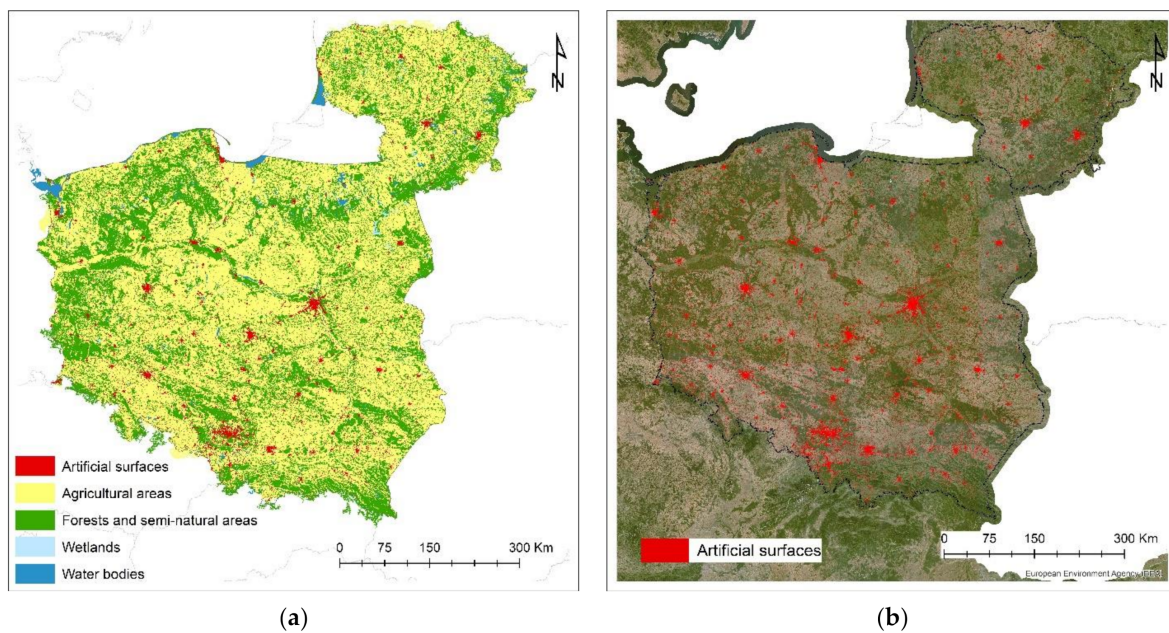 N
Artificial surfaces
Agricultural areas
Forests and semi-natural areas
Wetlands
Water bodies
0 75 150 300 Km
(a)
N
Artificial surfaces
0 75 150 300 Km
European Environment Agency (EEA)
(b)